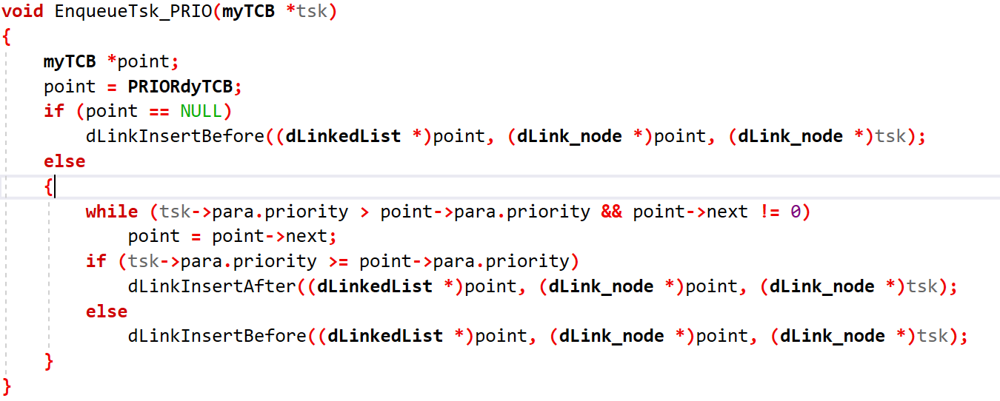 void EnqueueTsk_PRIO(myTCB *tsk)
{
    myTCB *point;
    point = PRIORdyTCB;
    if (point == NULL)
        dLinkInsertBefore((dLinkedList *)point, (dLink_node *)point, (dLink_node *)tsk);
    else
    {
        while (tsk->para.priority > point->para.priority && point->next != 0)
            point = point->next;
        if (tsk->para.priority >= point->para.priority)
            dLinkInsertAfter((dLinkedList *)point, (dLink_node *)point, (dLink_node *)tsk);
        else
            dLinkInsertBefore((dLinkedList *)point, (dLink_node *)point, (dLink_node *)tsk);
    }
}